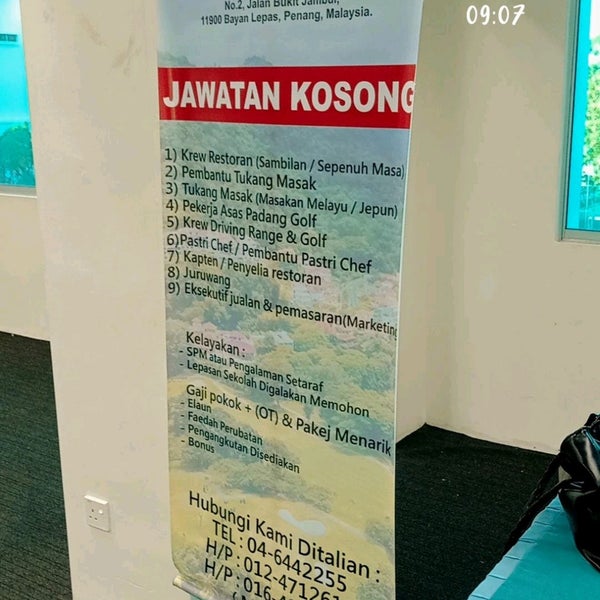 No.2, Jalan Bukit Jambul,
11900 Bayan Lepas, Penang, Malaysia.
09:07
JAWATAN KOSONG
1) Krew Restoran (Sambilan / Sepenuh Masa)
2) Pembantu Tukang Masak
3) Tukang Masak (Masakan Melayu / Jepun)
4) Pekerja Asas Padang Golf
5) Krew Driving Range & Golf
6)Pastri Chef / Pembantu Pastri Chef
7) Kapten / Penyelia restoran
8) Juruwang
9) Eksekutif jualan & pemasaran(Marketing
Kelayakan :
- SPM atau Pengalaman Setaraf
- Lepasan Sekolah Digalakan Memohon
Gaji pokok + (OT) & Pakej Menarik
- Elaun
- Faedah Perubatan
- Pengangkutan Disediakan
- Bonus
Hubungi Kami Ditalian :
TEL : 04-6442255
H/P : 012-471261
H/P : 016-4